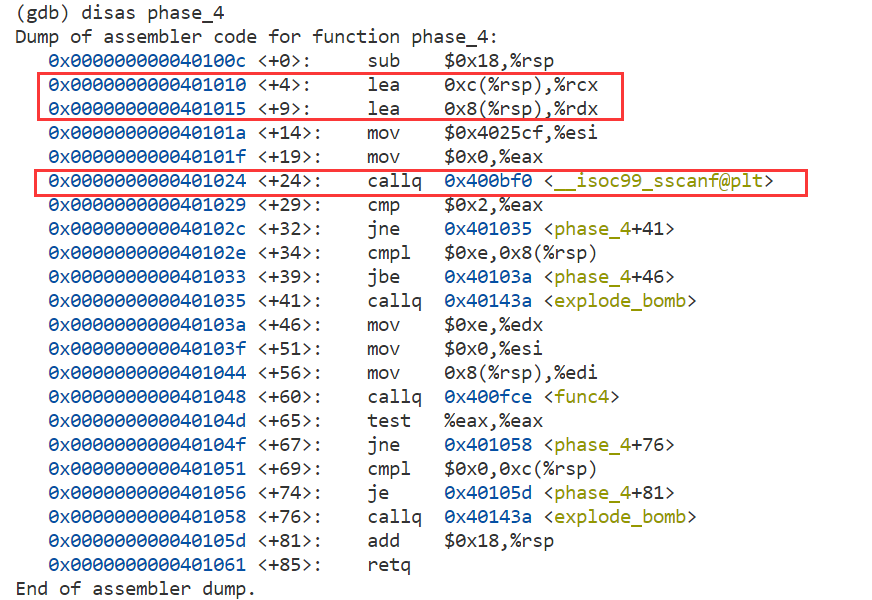 (gdb) disas phase_4
Dump of assembler code for function phase_4:
   0x000000000040100c <+0>:     sub    $0x18,%rsp
   0x0000000000401010 <+4>:     lea    0xc(%rsp),%rcx
   0x0000000000401015 <+9>:     lea    0x8(%rsp),%rdx
   0x000000000040101a <+14>:    mov    $0x4025cf,%esi
   0x000000000040101f <+19>:    mov    $0x0,%eax
   0x0000000000401024 <+24>:    callq  0x400bf0 <__isoc99_sscanf@plt>
   0x0000000000401029 <+29>:    cmp    $0x2,%eax
   0x000000000040102c <+32>:    jne    0x401035 <phase_4+41>
   0x000000000040102e <+34>:    cmpl   $0xe,0x8(%rsp)
   0x0000000000401033 <+39>:    jbe    0x40103a <phase_4+46>
   0x0000000000401035 <+41>:    callq  0x40143a <explode_bomb>
   0x000000000040103a <+46>:    mov    $0xe,%edx
   0x000000000040103f <+51>:    mov    $0x0,%esi
   0x0000000000401044 <+56>:    mov    0x8(%rsp),%edi
   0x0000000000401048 <+60>:    callq  0x400fce <func4>
   0x000000000040104d <+65>:    test   %eax,%eax
   0x000000000040104f <+67>:    jne    0x401058 <phase_4+76>
   0x0000000000401051 <+69>:    cmpl   $0x0,0xc(%rsp)
   0x0000000000401056 <+74>:    je     0x40105d <phase_4+81>
   0x0000000000401058 <+76>:    callq  0x40143a <explode_bomb>
   0x000000000040105d <+81>:    add    $0x18,%rsp
   0x0000000000401061 <+85>:    retq
End of assembler dump.